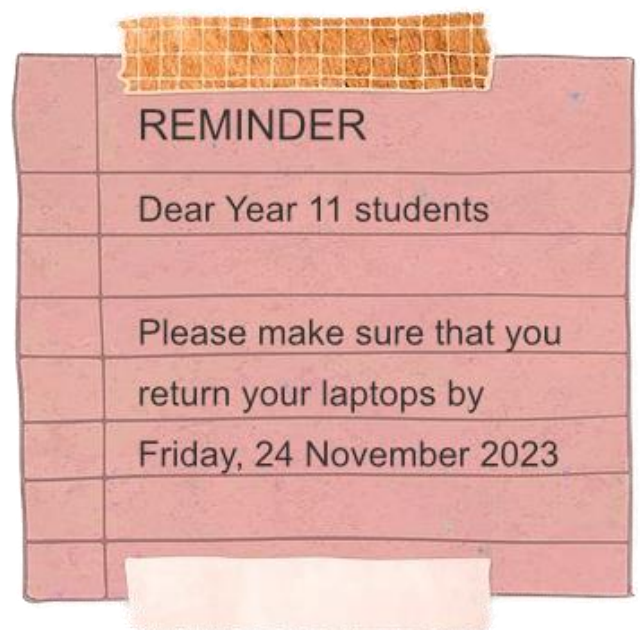 REMINDER
Dear Year 11 students
Please make sure that you
return your laptops by
Friday, 24 November 2023